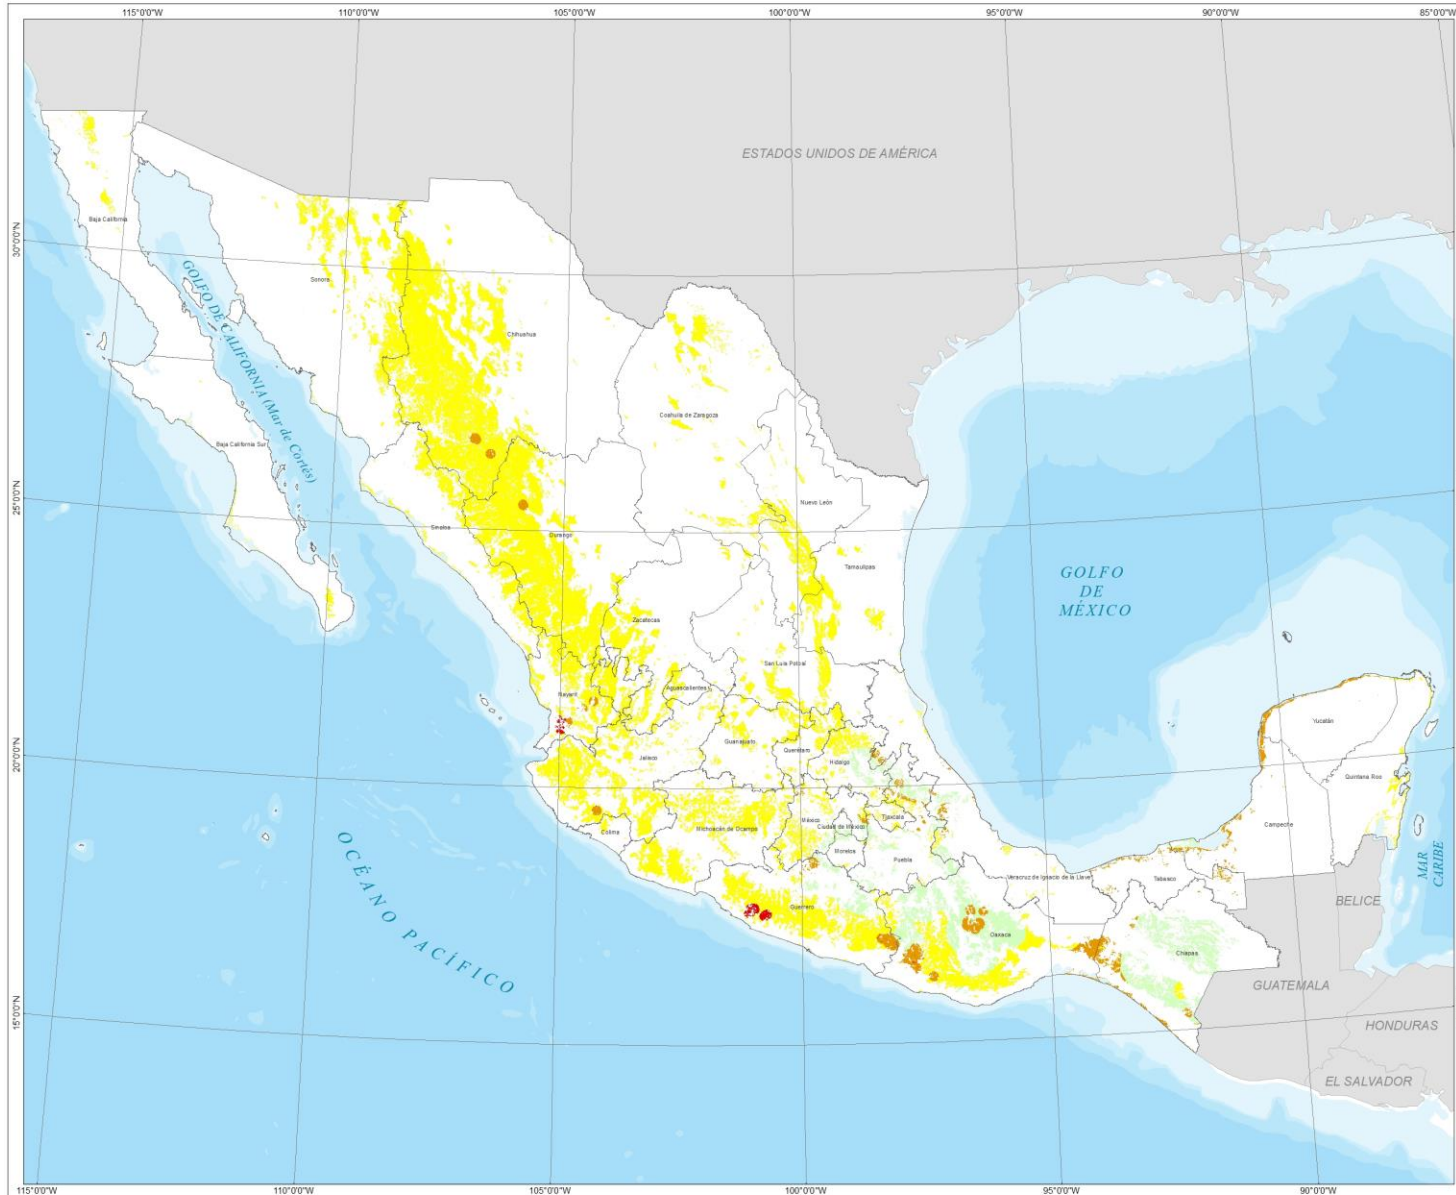 115°0'0"W 110°0'0"W 105°0'0"W 100°0'0"W 95°0'0"W 90°0'0"W 85°0'0"W
ESTADOS UNIDOS DE AMÉRICA
Baja California
30°0'0"N
Sonora
GOLFO DE CALIFORNIA (Mar de Cortés)
Chihuahua
Coahuila de Zaragoza
Baja California Sur
25°0'0"N
Nuevo León
Sinaloa
Durango
Tamaulipas
GOLFO
DE
MÉXICO
Zacatecas
San Luis Potosí
Nayarit
Aguascalientes
Yucatán
20°0'0"N
Guanajuato
Querétaro
Jalisco
Hidalgo
Quintana Roo
México
Tlaxcala
Ciudad de México
Colima
Michoacán de Ocampo
Campeche
Morelos
Puebla
MAR
CARIBE
Veracruz de Ignacio de la Llave
Tabasco
BELICE
Guerrero
OCÉANO PACÍFICO
Oaxaca
Chiapas
GUATEMALA
15°0'0"N
HONDURAS
EL SALVADOR
115°0'0"W 110°0'0"W 105°0'0"W 100°0'0"W 95°0'0"W 90°0'0"W